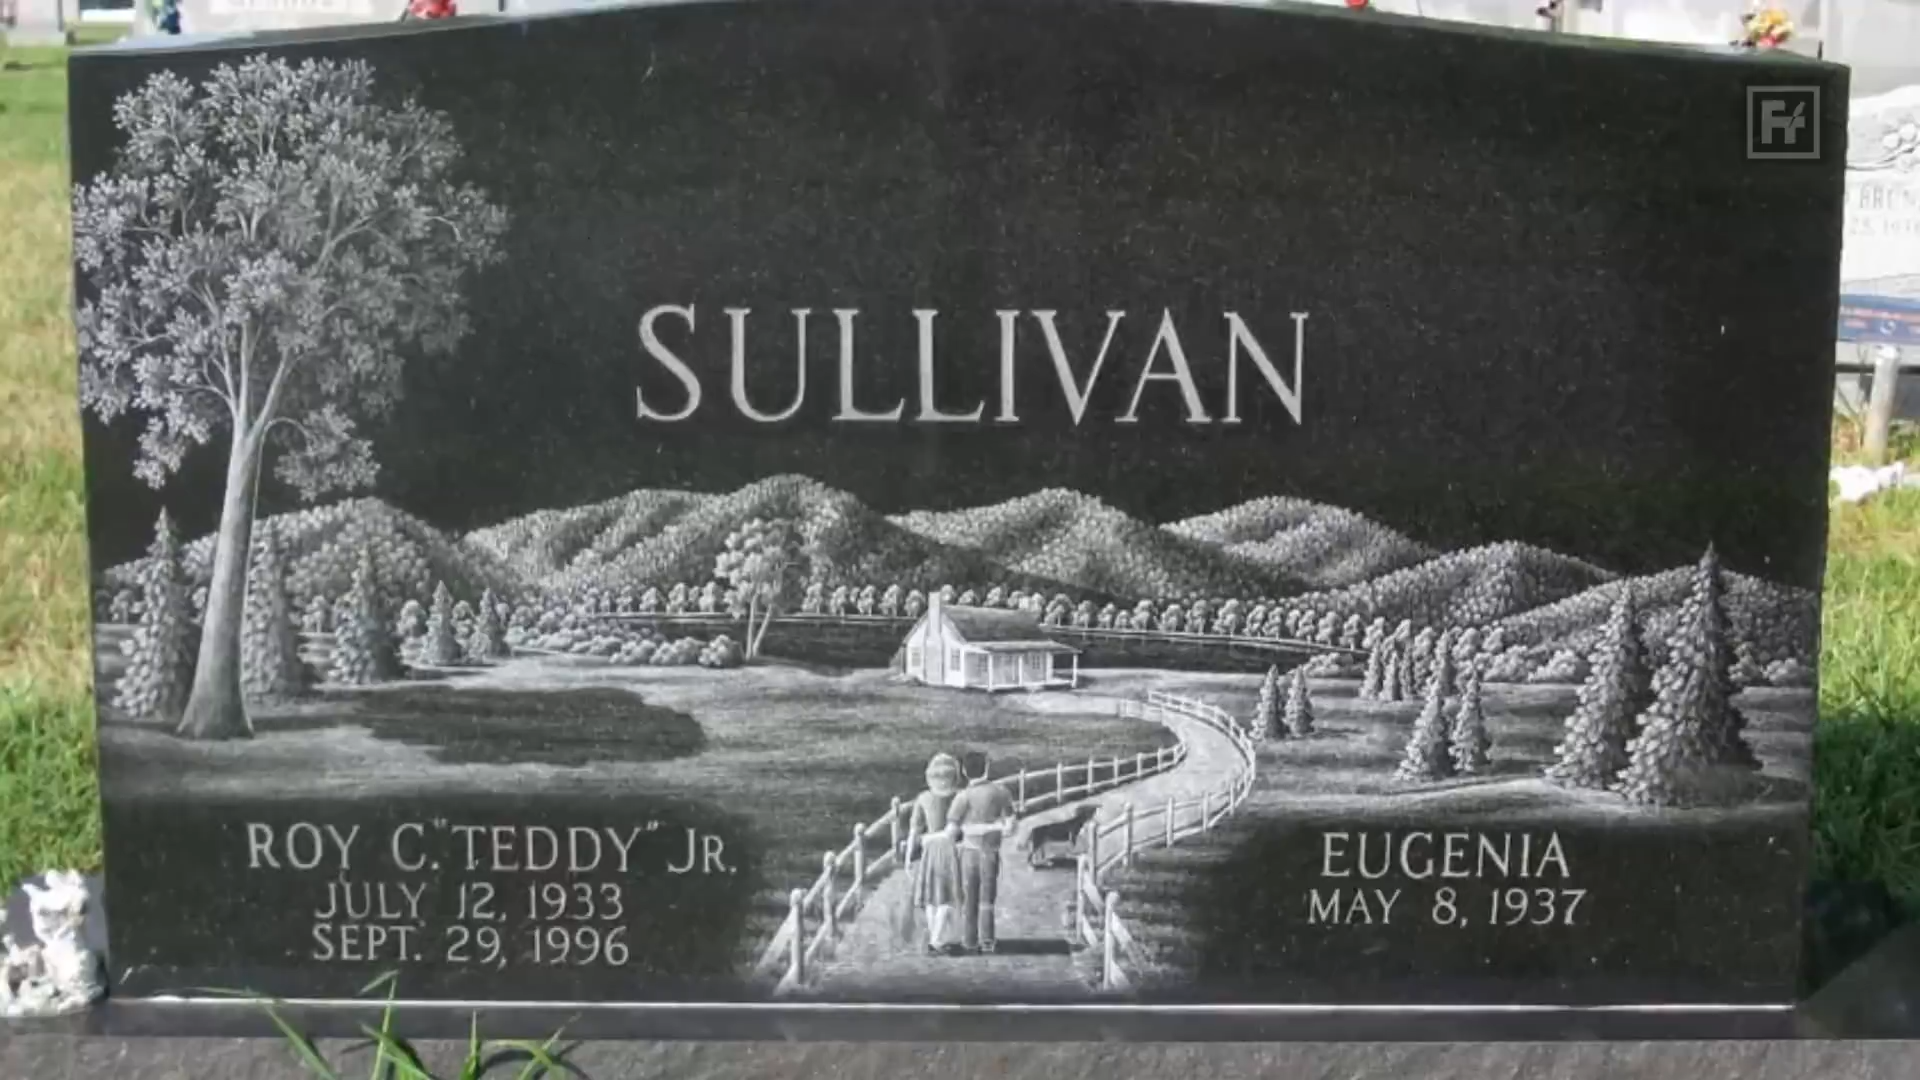 SULLIVAN
ROY C. "TEDDY" JR.
JULY 12, 1933
SEPT. 29, 1996
EUGENIA
MAY 8, 1937